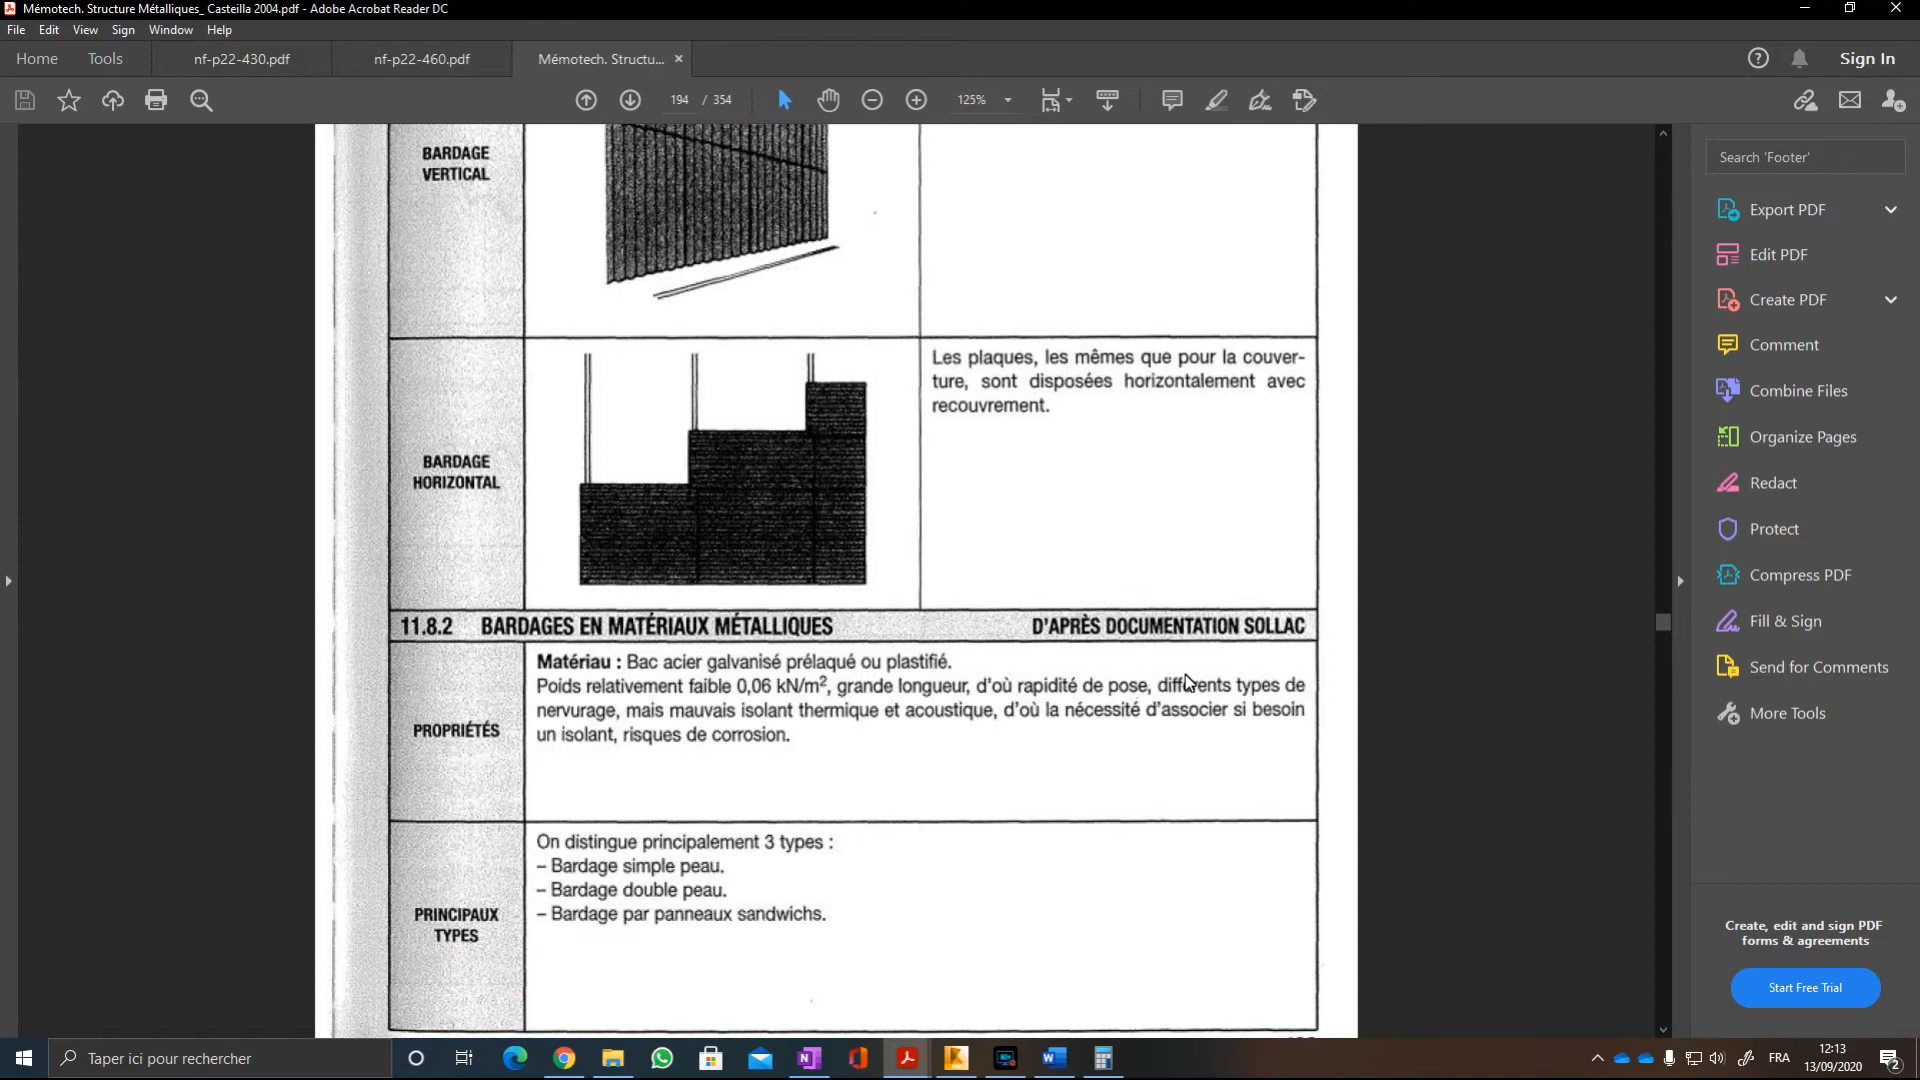 Mémotech. Structure Métalliques_ Casteilla 2004.pdf - Adobe Acrobat Reader DC
File Edit View Sign Window Help
Home Tools nf-p22-430.pdf nf-p22-460.pdf Mémotech. Structu... Sign In
194 / 354 125%
BARDAGE
VERTICAL
BARDAGE
HORIZONTAL
Les plaques, les mêmes que pour la couver-
ture, sont disposées horizontalement avec
recouvrement.
11.8.2 BARDAGES EN MATÉRIAUX MÉTALLIQUES D'APRÈS DOCUMENTATION SOLLAC
PROPRIÉTÉS
Matériau : Bac acier galvanisé prélaqué ou plastifié.
Poids relativement faible 0,06 kN/m², grande longueur, d'où rapidité de pose, différents types de
nervurage, mais mauvais isolant thermique et acoustique, d'où la nécessité d'associer si besoin
un isolant, risques de corrosion.
PRINCIPAUX
TYPES
On distingue principalement 3 types :
– Bardage simple peau.
– Bardage double peau.
– Bardage par panneaux sandwichs.
Search 'Footer'
Export PDF
Edit PDF
Create PDF
Comment
Combine Files
Organize Pages
Redact
Protect
Compress PDF
Fill & Sign
Send for Comments
More Tools
Create, edit and sign PDF
forms & agreements
Start Free Trial
Taper ici pour rechercher
FRA
12:13
13/09/2020
2